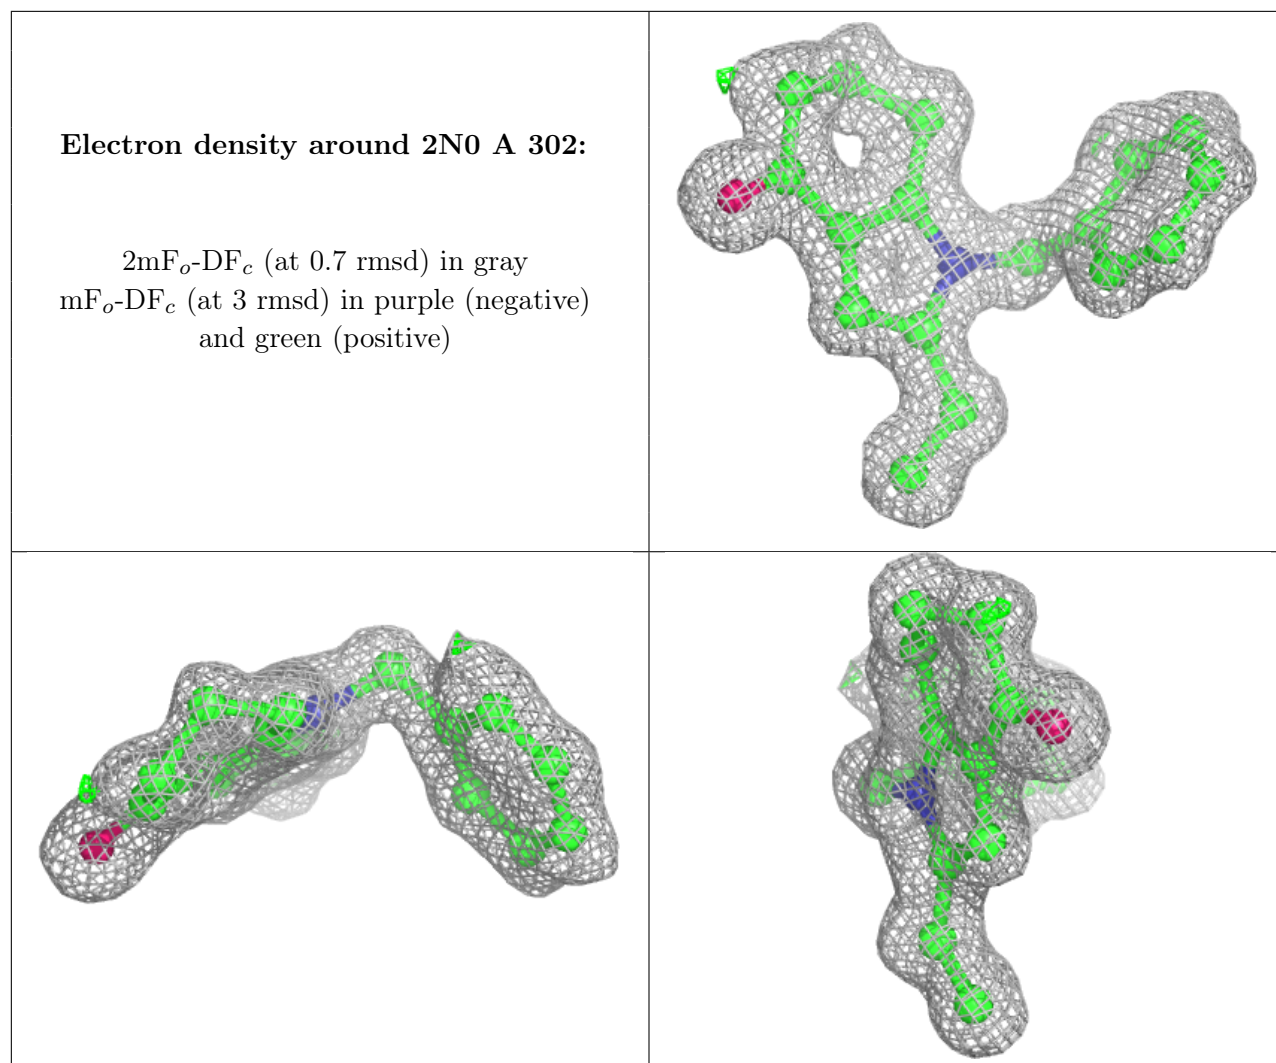 Electron density around 2N0 A 302:
2mFo-DFc (at 0.7 rmsd) in gray
mFo-DFc (at 3 rmsd) in purple (negative)
and green (positive)